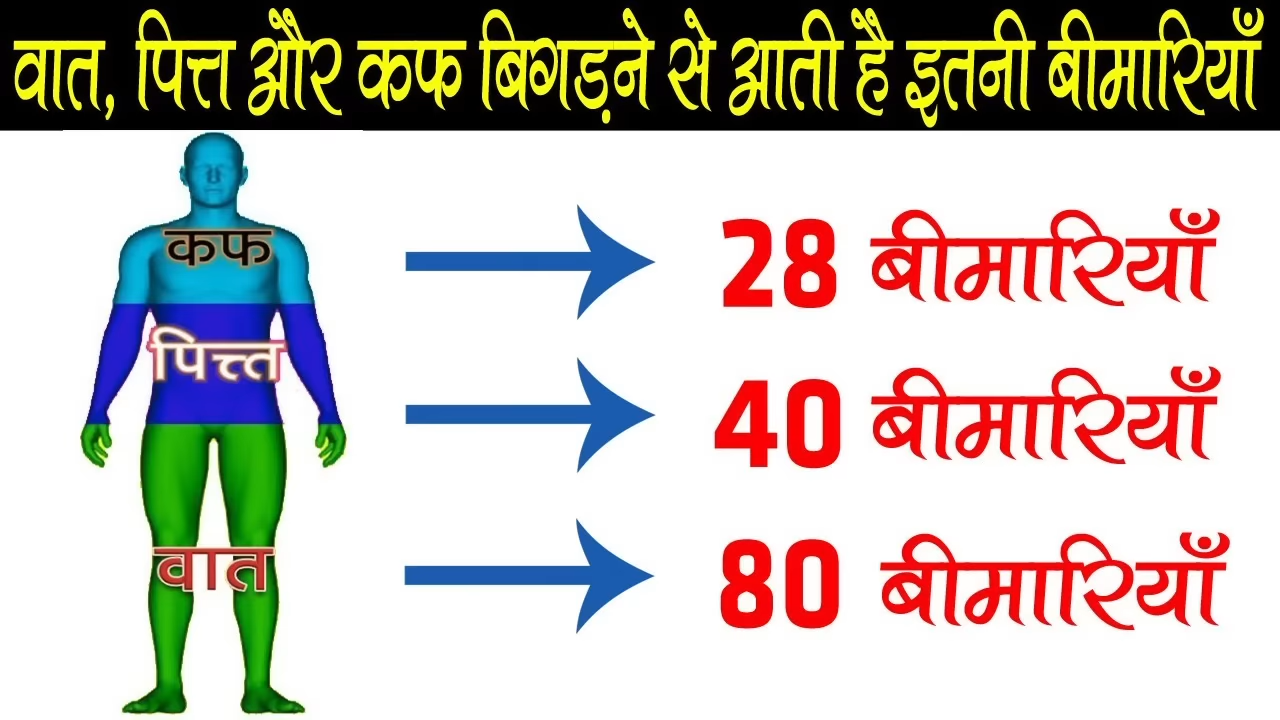 वात, पित्त और कफ बिगड़ने से आती है इतनी बीमारियाँ
कफ
28 बीमारियाँ
पित्त
40 बीमारियाँ
वात
80 बीमारियाँ